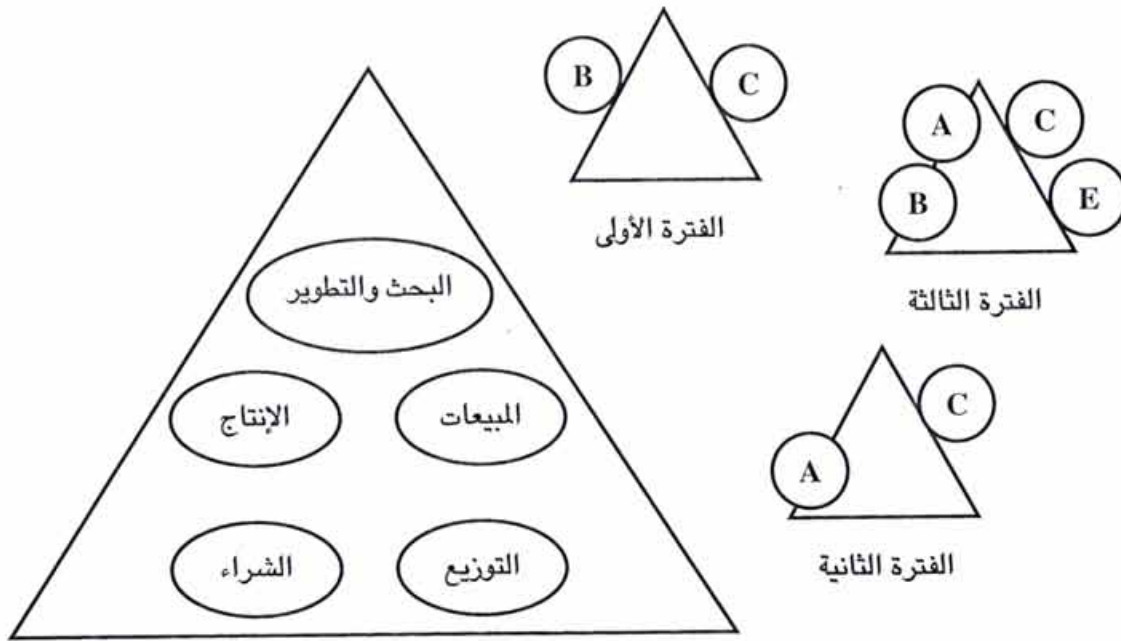 البحث والتطوير
الإنتاج
المبيعات
الشراء
التوزيع
B
C
الفترة الأولى
A
C
B
E
الفترة الثالثة
C
A
الفترة الثانية